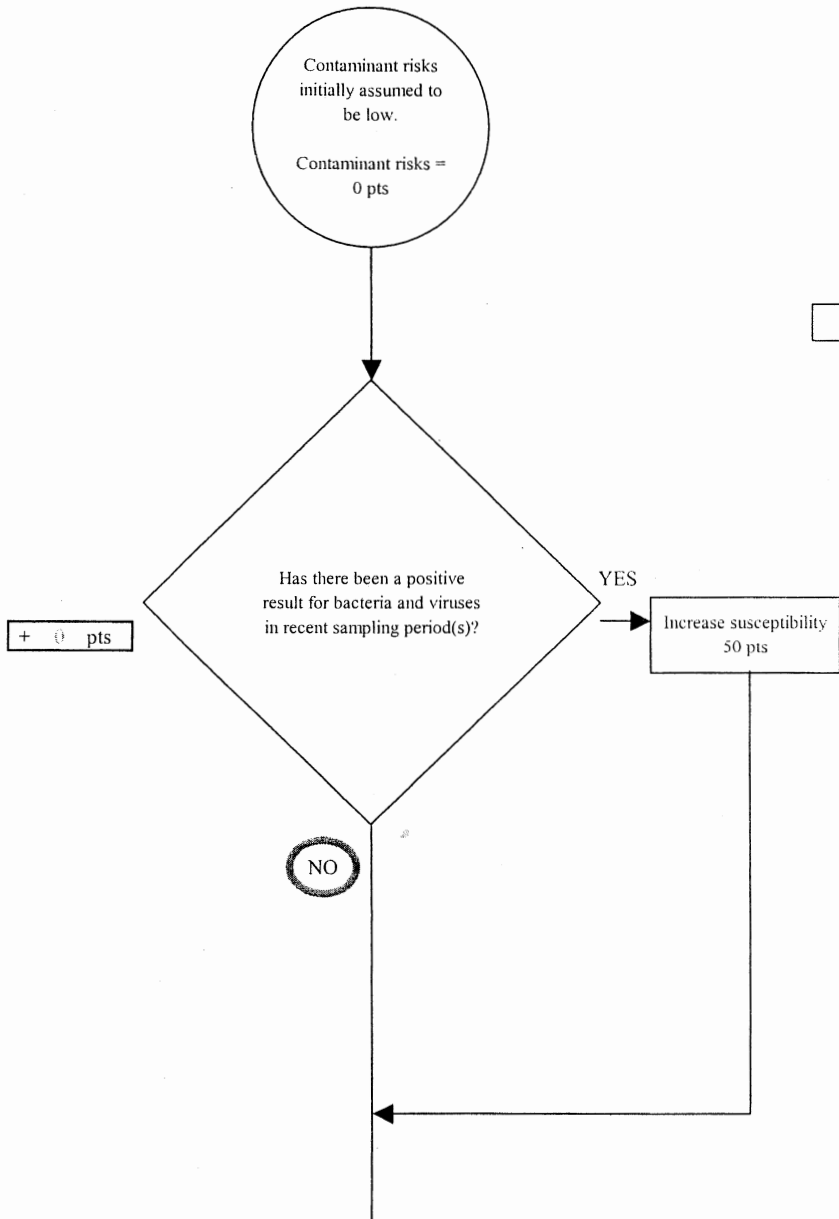 Contaminant risks
initially assumed to
be low.
Contaminant risks =
0 pts
Has there been a positive
result for bacteria and viruses
in recent sampling period(s)?
YES
Increase susceptibility
50 pts
+ 0 pts
NO